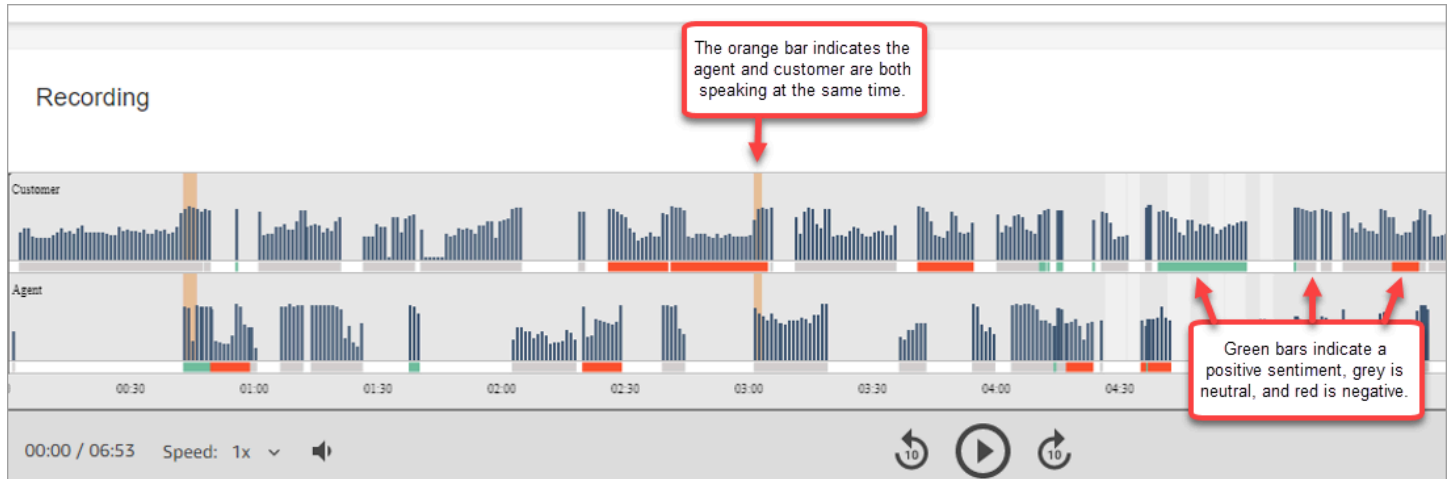 The orange bar indicates the
agent and customer are both
speaking at the same time.
Recording
Customer
Agent
Green bars indicate a
positive sentiment, grey is
neutral, and red is negative.
00:30 01:00 01:30 02:00 02:30 03:00 03:30 04:00 04:30
00:00 / 06:53 Speed: 1x
10 10